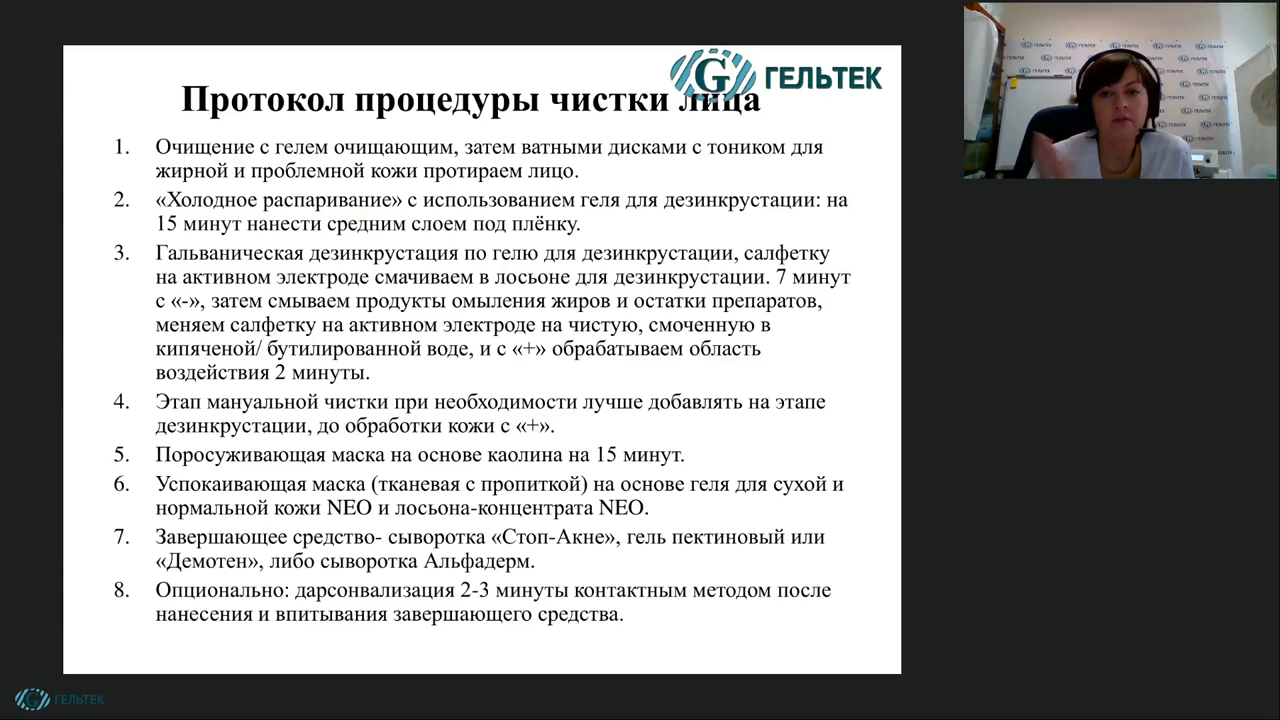 ГЕЛЬТЕК
Протокол процедуры чистки лица
1. Очищение с гелем очищающим, затем ватными дисками с тоником для
жирной и проблемной кожи протираем лицо.
2. «Холодное распаривание» с использованием геля для дезинкрустации: на
15 минут нанести средним слоем под плёнку.
3. Гальваническая дезинкрустация по гелю для дезинкрустации, салфетку
на активном электроде смачиваем в лосьоне для дезинкрустации. 7 минут
с «-», затем смываем продукты омыления жиров и остатки препаратов,
меняем салфетку на активном электроде на чистую, смоченную в
кипяченой/ бутилированной воде, и с «+» обрабатываем область
воздействия 2 минуты.
4. Этап мануальной чистки при необходимости лучше добавлять на этапе
дезинкрустации, до обработки кожи с «+».
5. Поросуживающая маска на основе каолина на 15 минут.
6. Успокаивающая маска (тканевая с пропиткой) на основе геля для сухой и
нормальной кожи NEO и лосьона-концентрата NEO.
7. Завершающее средство- сыворотка «Стоп-Акне», гель пектиновый или
«Демотен», либо сыворотка Альфадерм.
8. Опционально: дарсонвализация 2-3 минуты контактным методом после
нанесения и впитывания завершающего средства.
ГЕЛЬТЕК